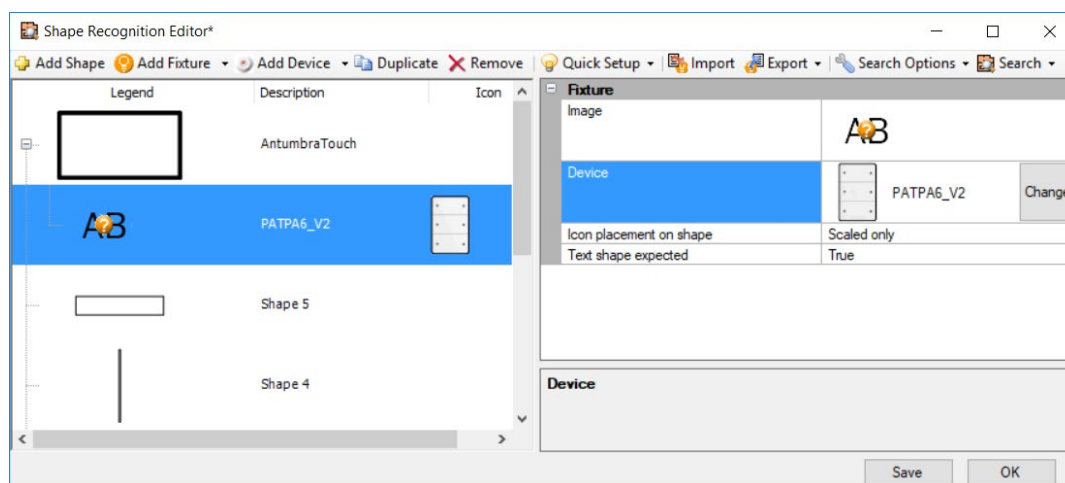 Shape Recognition Editor*
Add Shape Add Fixture Add Device Duplicate Remove Quick Setup Import Export Search Options Search
Legend Description Icon
AntumbraTouch
AB PATPA6_V2
Shape 5
Shape 4
Fixture
Image AB
Device PATPA6_V2 Change
Icon placement on shape Scaled only
Text shape expected True
Device
Save OK